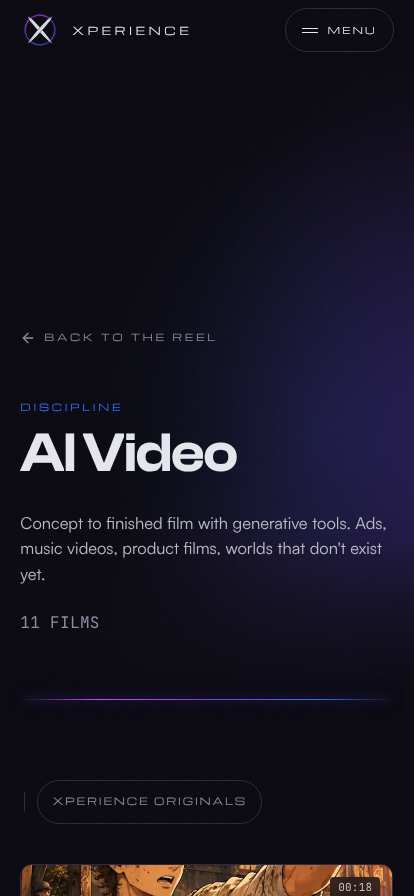 XPERIENCE
MENU
BACK TO THE REEL
DISCIPLINE
AI Video
Concept to finished film with generative tools. Ads,
music videos, product films, worlds that don't exist
yet.
11 FILMS
XPERIENCE ORIGINALS
00:18